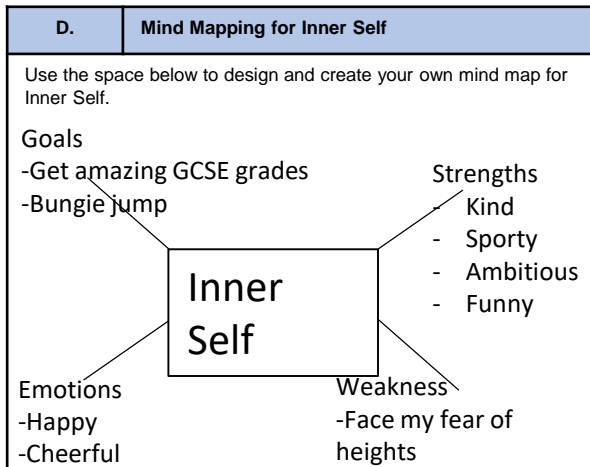 D. Mind Mapping for Inner Self
Use the space below to design and create your own mind map for
Inner Self.
Goals
-Get amazing GCSE grades
-Bungie jump
Strengths
- Kind
- Sporty
- Ambitious
- Funny
Inner
Self
Emotions
-Happy
-Cheerful
Weakness
-Face my fear of
heights